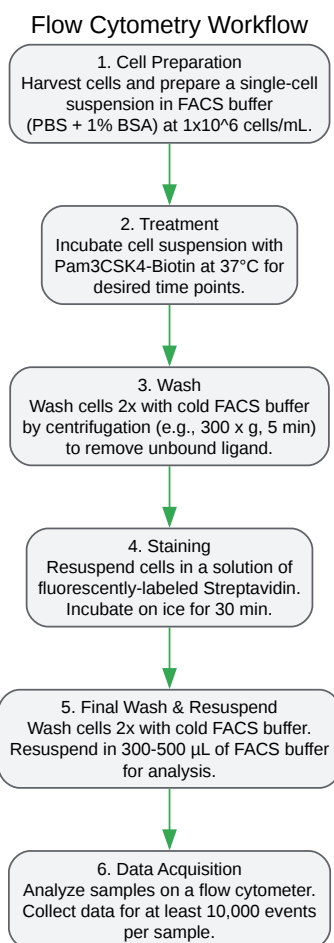 Flow Cytometry Workflow
1. Cell Preparation
Harvest cells and prepare a single-cell
suspension in FACS buffer
(PBS + 1% BSA) at 1x10^6 cells/mL.
2. Treatment
Incubate cell suspension with
Pam3CSK4-Biotin at 37°C for
desired time points.
3. Wash
Wash cells 2x with cold FACS buffer
by centrifugation (e.g., 300 x g, 5 min)
to remove unbound ligand.
4. Staining
Resuspend cells in a solution of
fluorescently-labeled Streptavidin.
Incubate on ice for 30 min.
5. Final Wash & Resuspend
Wash cells 2x with cold FACS buffer.
Resuspend in 300-500 µL of FACS buffer
for analysis.
6. Data Acquisition
Analyze samples on a flow cytometer.
Collect data for at least 10,000 events
per sample.